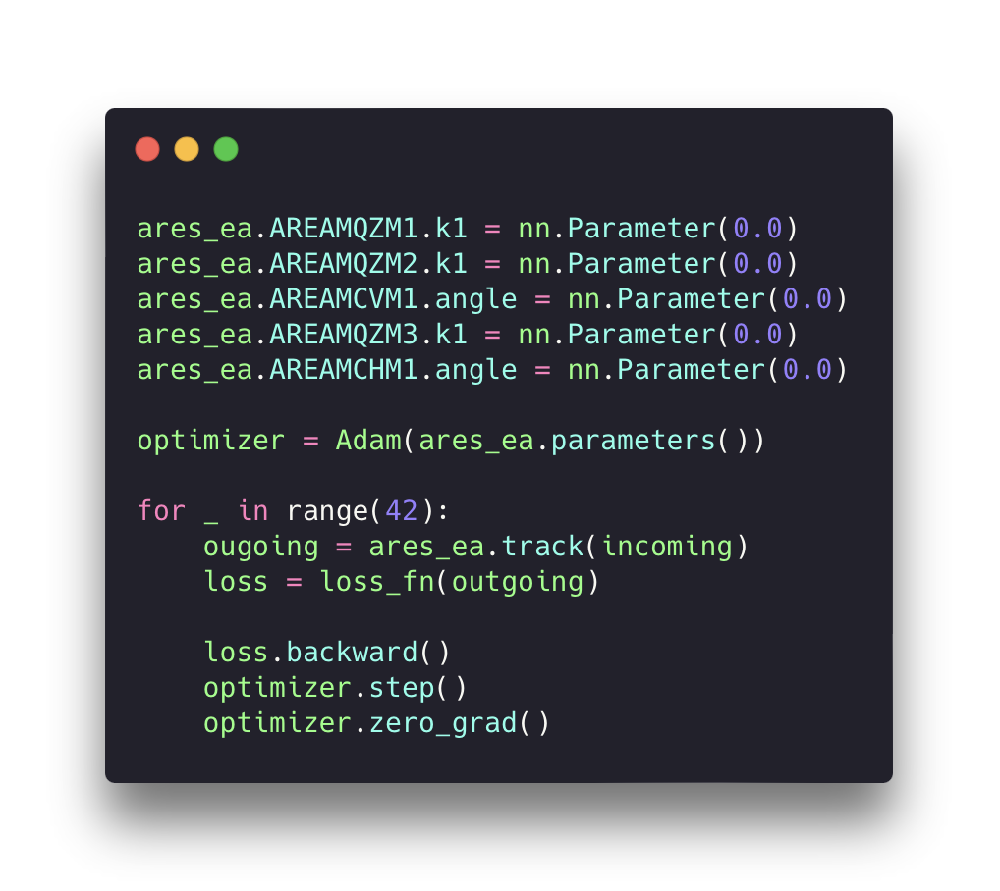 ares_ea.AREAMQZM1.k1 = nn.Parameter(0.0)
ares_ea.AREAMQZM2.k1 = nn.Parameter(0.0)
ares_ea.AREAMCVM1.angle = nn.Parameter(0.0)
ares_ea.AREAMQZM3.k1 = nn.Parameter(0.0)
ares_ea.AREAMCHM1.angle = nn.Parameter(0.0)

optimizer = Adam(ares_ea.parameters())

for _ in range(42):
    ougoing = ares_ea.track(incoming)
    loss = loss_fn(outgoing)

    loss.backward()
    optimizer.step()
    optimizer.zero_grad()